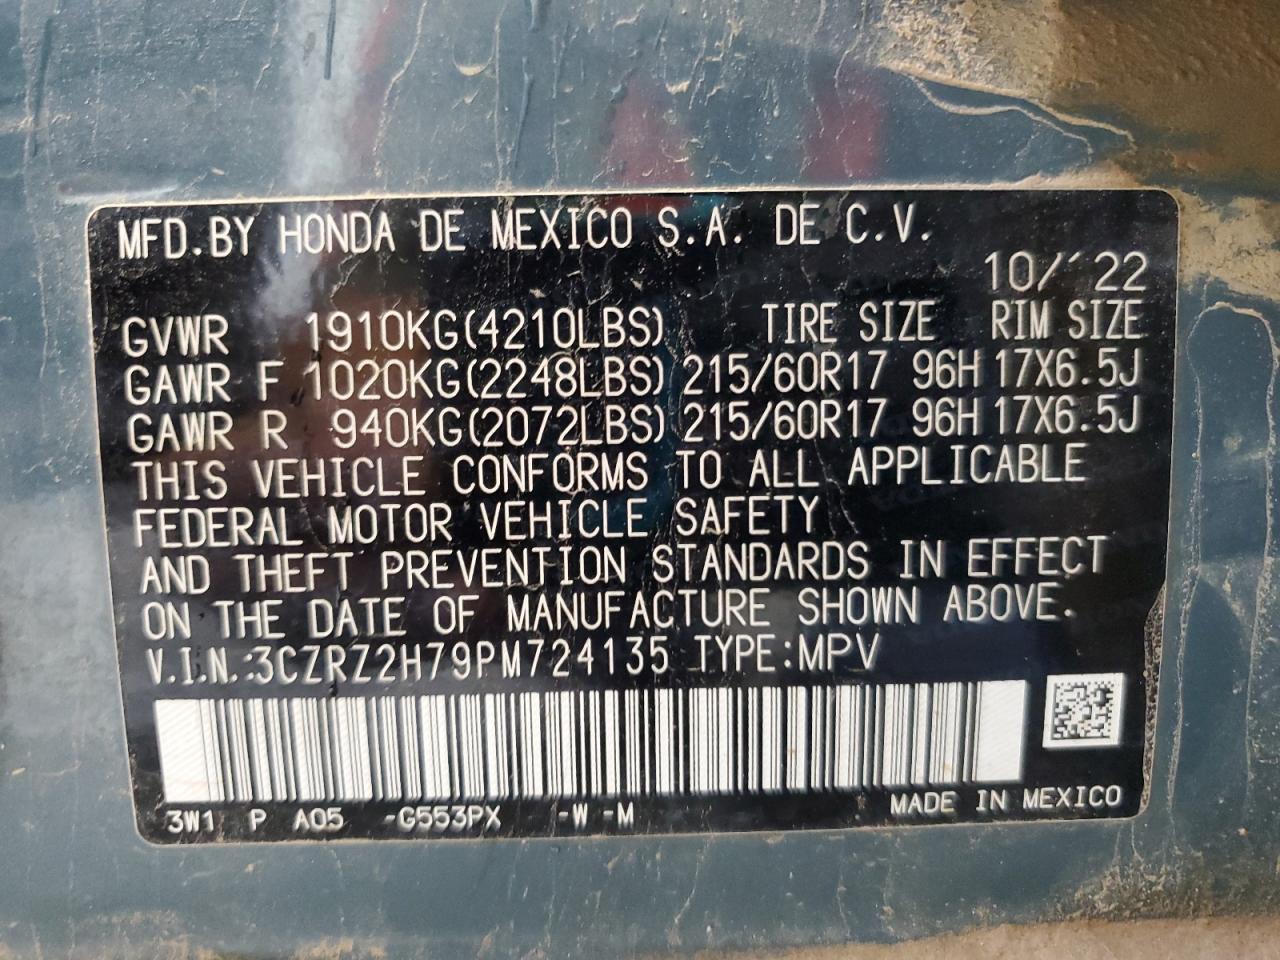 MFD.BY HONDA DE MEXICO S.A. DE C.V.
10/'22
GVWR 1910KG(4210LBS) TIRE SIZE RIM SIZE
GAWR F 1020KG(2248LBS) 215/60R17 96H 17X6.5J
GAWR R 940KG(2072LBS) 215/60R17 96H 17X6.5J
THIS VEHICLE CONFORMS TO ALL APPLICABLE
FEDERAL MOTOR VEHICLE SAFETY
AND THEFT PREVENTION STANDARDS IN EFFECT
ON THE DATE OF MANUFACTURE SHOWN ABOVE.
V.I.N.:3CZRZ2H79PM724135 TYPE:MPV
3W1 P A05 -G553PX -W -M MADE IN MEXICO